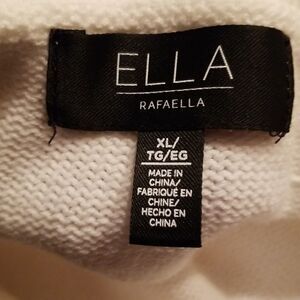 ELLA
RAFAELLA
XL/
TG/EG
MADE IN
CHINA/
FABRIQUÉ EN
CHINE/
HECHO EN
CHINA